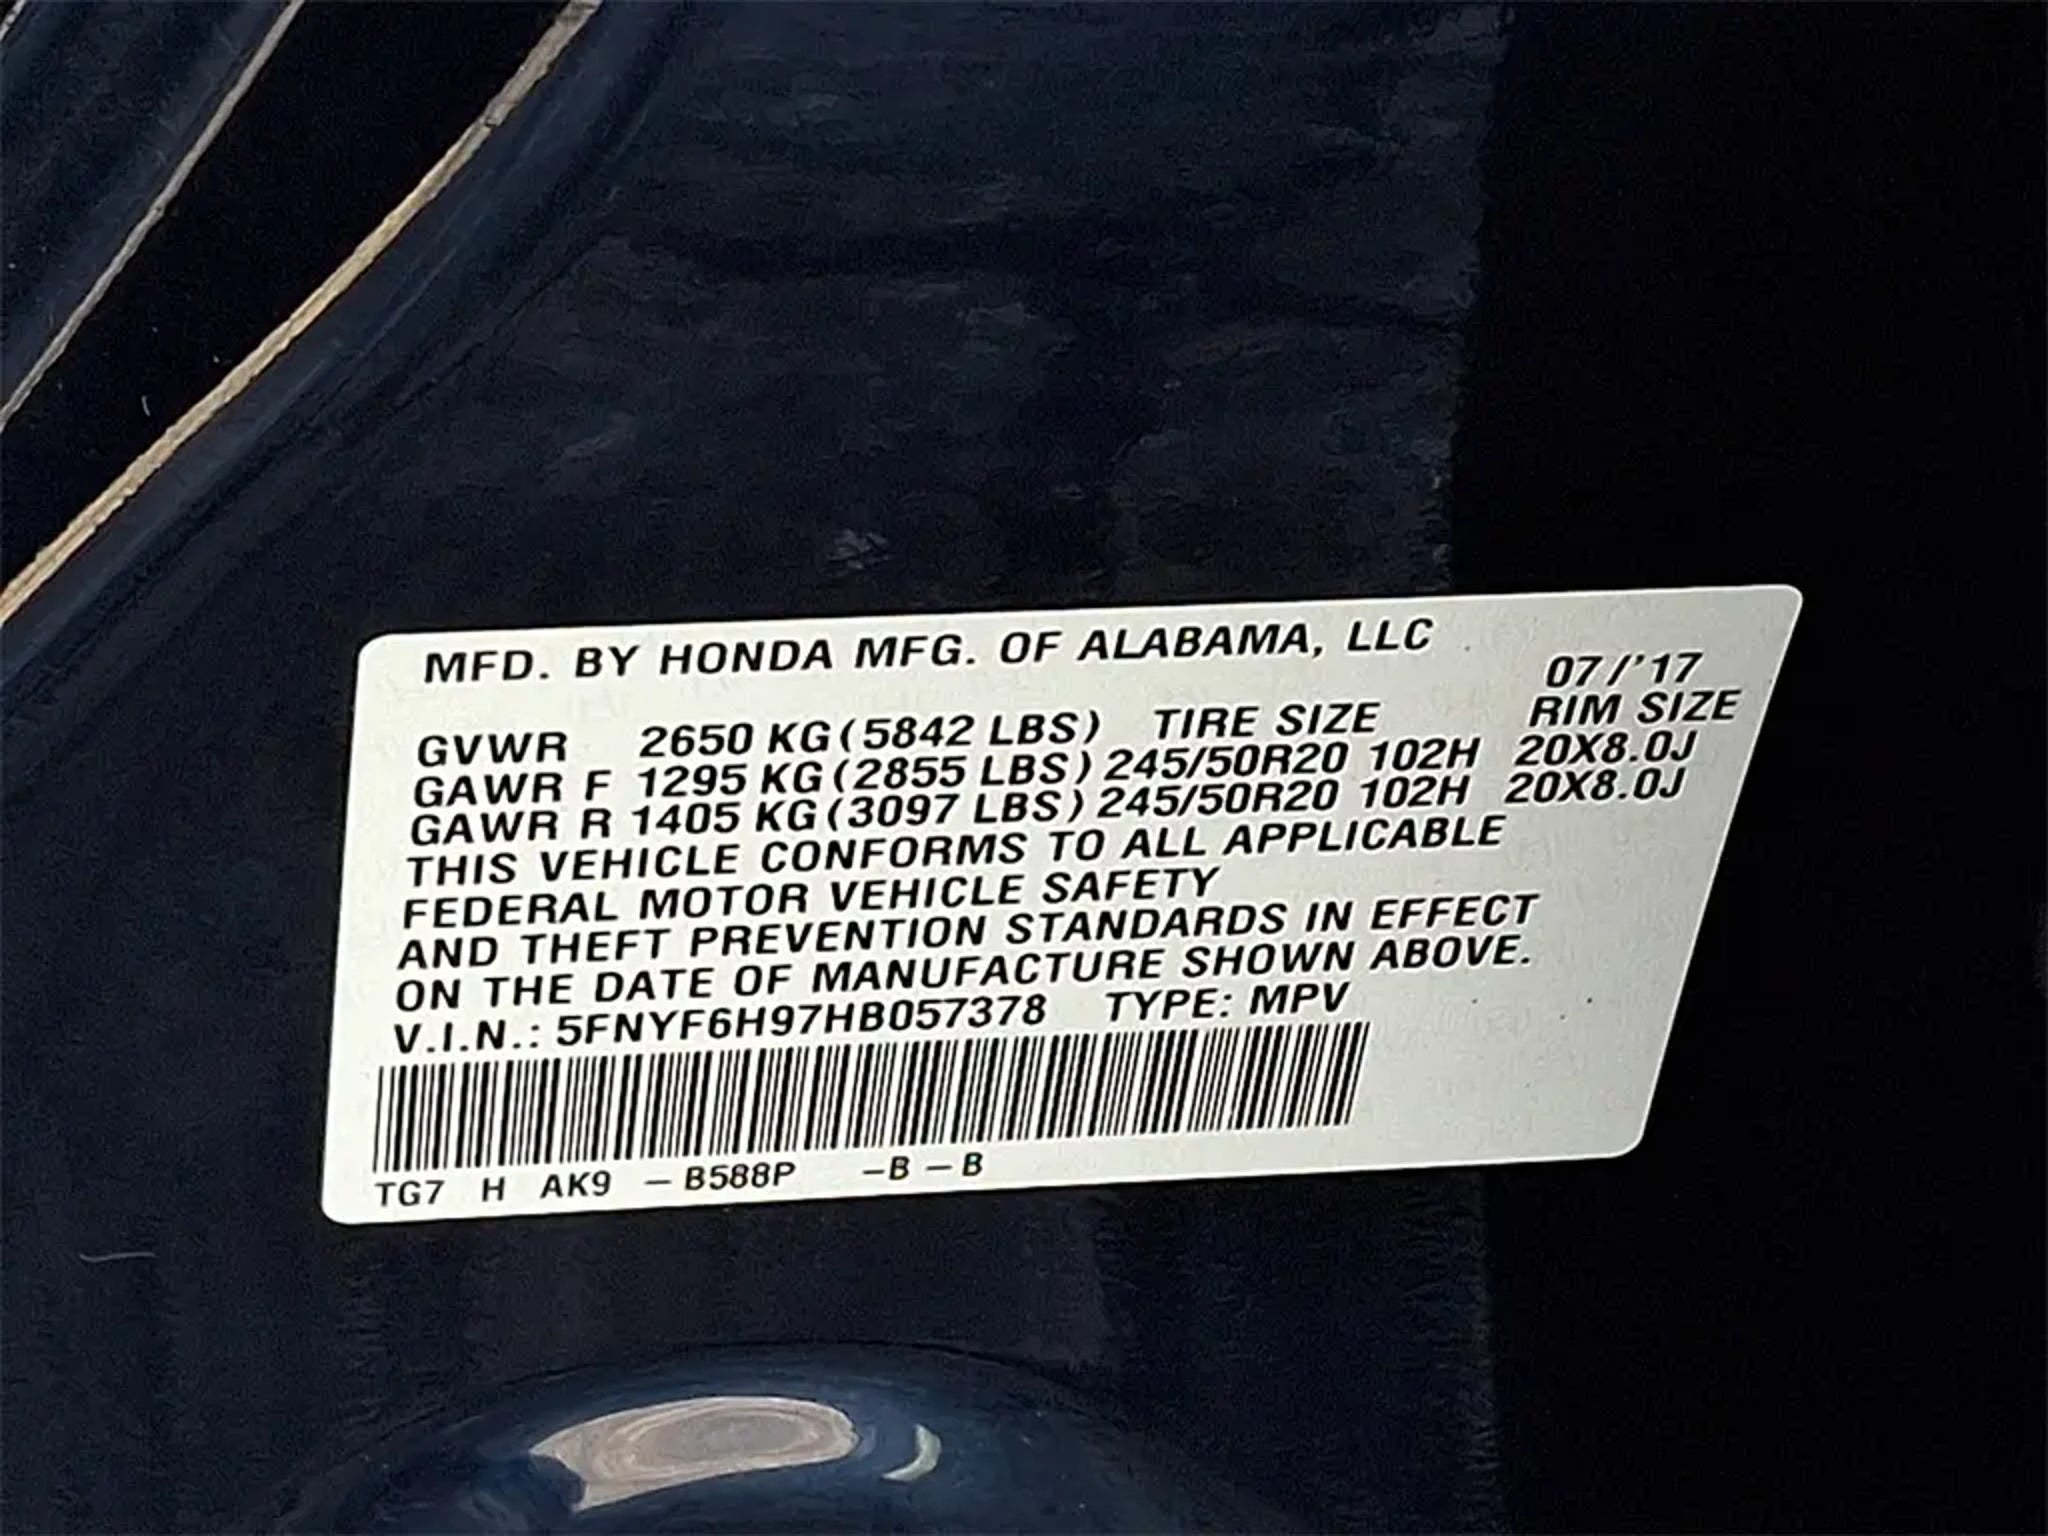 MFD. BY HONDA MFG. OF ALABAMA, LLC
07/'17
GVWR 2650 KG (5842 LBS) TIRE SIZE RIM SIZE
GAWR F 1295 KG (2855 LBS) 245/50R20 102H 20X8.0J
GAWR R 1405 KG (3097 LBS) 245/50R20 102H 20X8.0J
THIS VEHICLE CONFORMS TO ALL APPLICABLE
FEDERAL MOTOR VEHICLE SAFETY
AND THEFT PREVENTION STANDARDS IN EFFECT
ON THE DATE OF MANUFACTURE SHOWN ABOVE.
V.I.N.: 5FNYF6H97HB057378 TYPE: MPV
TG7 H AK9 – B588P –B – B